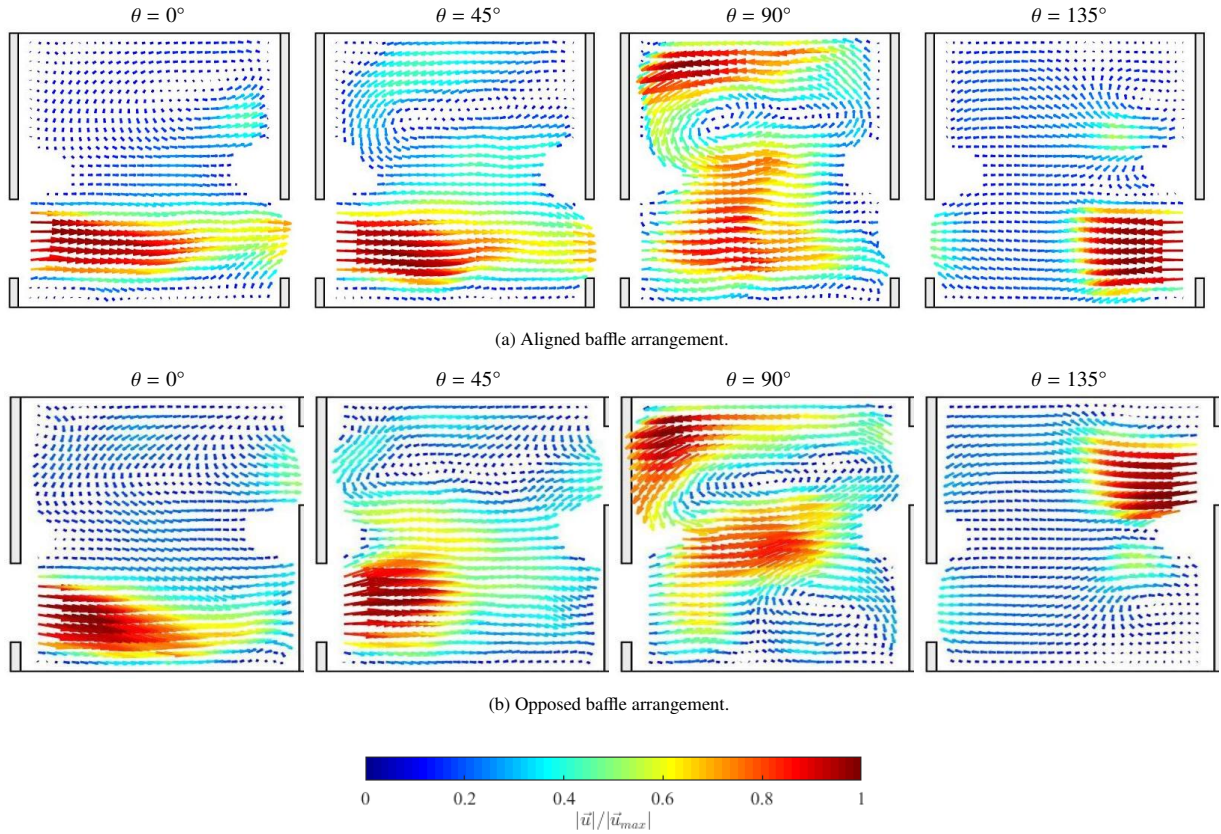 θ = 0° θ = 45° θ = 90° θ = 135°
(a) Aligned baffle arrangement.
θ = 0° θ = 45° θ = 90° θ = 135°
(b) Opposed baffle arrangement.
0 0.2 0.4 0.6 0.8 1
|u⃗|/|u⃗max|